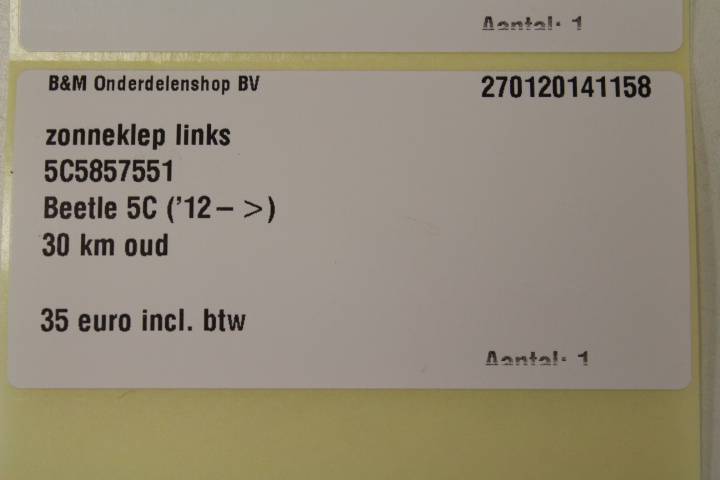 Aantal: 1
B&M Onderdelenshop BV 270120141158
zonneklep links
5C5857551
Beetle 5C ('12– >)
30 km oud
35 euro incl. btw
Aantal: 1